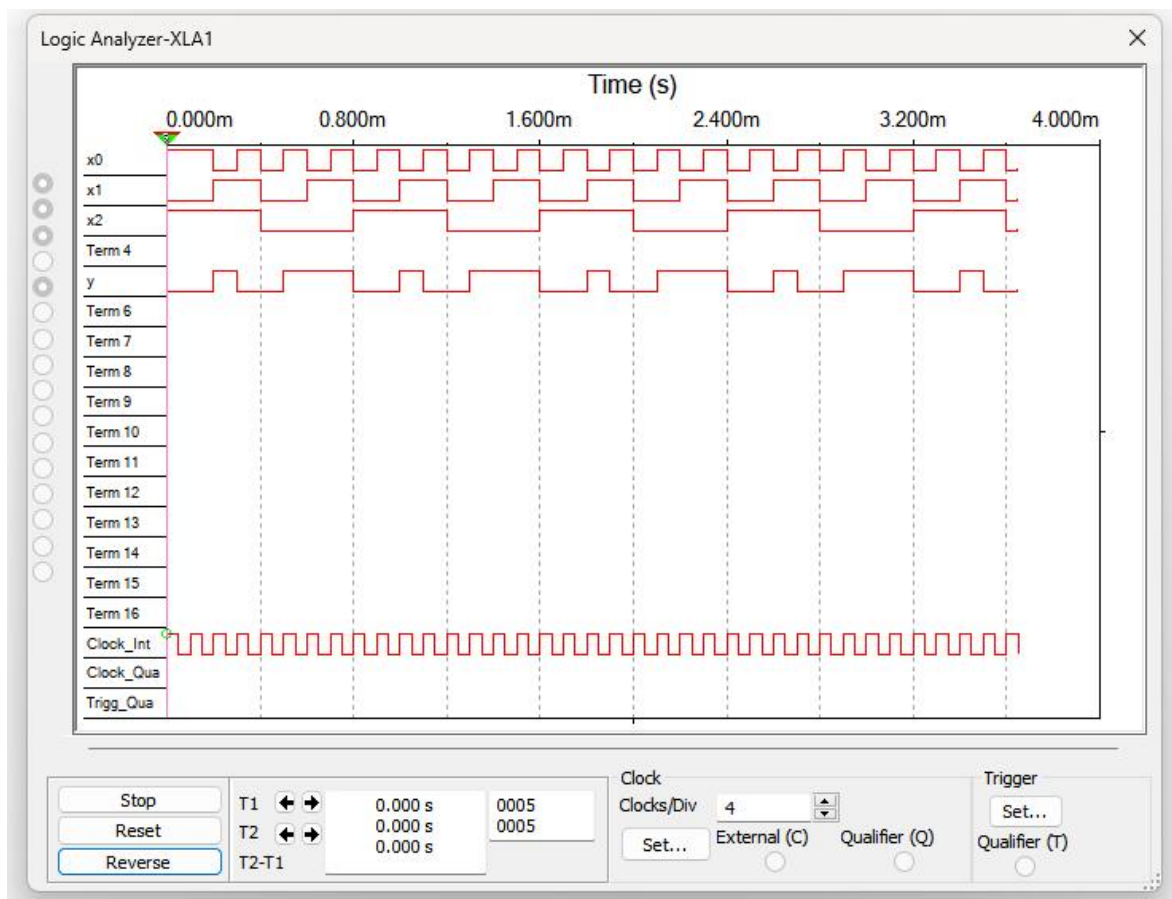 Logic Analyzer-XLA1
Time (s)
0.000m 0.800m 1.600m 2.400m 3.200m 4.000m
x0
x1
x2
Term 4
y
Term 6
Term 7
Term 8
Term 9
Term 10
Term 11
Term 12
Term 13
Term 14
Term 15
Term 16
Clock_Int
Clock_Qua
Trigg_Qua
Stop
Reset
Reverse
T1 0.000 s 0005
T2 0.000 s 0005
T2-T1 0.000 s
Clock
Clocks/Div 4
Set... External (C) Qualifier (Q)
Trigger
Set...
Qualifier (T)